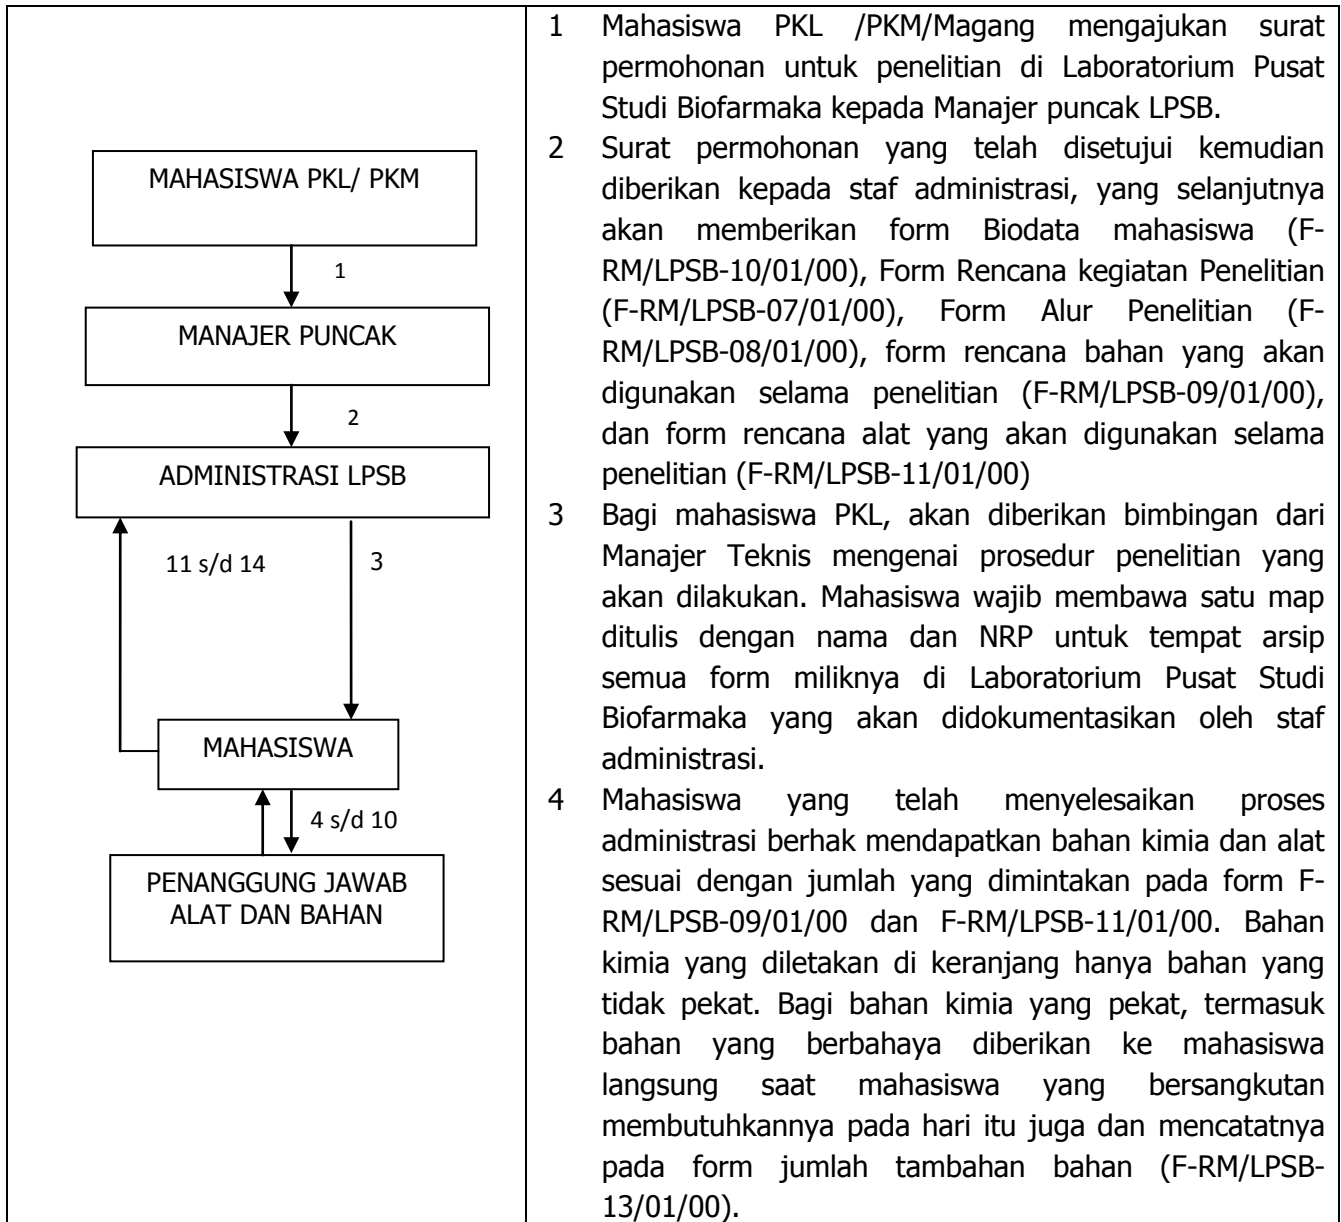 MAHASISWA PKL/ PKM
1
MANAJER PUNCAK
2
ADMINISTRASI LPSB
11 s/d 14
3
MAHASISWA
4 s/d 10
PENANGGUNG JAWAB
ALAT DAN BAHAN
1 Mahasiswa PKL /PKM/Magang mengajukan surat
permohonan untuk penelitian di Laboratorium Pusat
Studi Biofarmaka kepada Manajer puncak LPSB.
2 Surat permohonan yang telah disetujui kemudian
diberikan kepada staf administrasi, yang selanjutnya
akan memberikan form Biodata mahasiswa (F-
RM/LPSB-10/01/00), Form Rencana kegiatan Penelitian
(F-RM/LPSB-07/01/00), Form Alur Penelitian (F-
RM/LPSB-08/01/00), form rencana bahan yang akan
digunakan selama penelitian (F-RM/LPSB-09/01/00),
dan form rencana alat yang akan digunakan selama
penelitian (F-RM/LPSB-11/01/00)
3 Bagi mahasiswa PKL, akan diberikan bimbingan dari
Manajer Teknis mengenai prosedur penelitian yang
akan dilakukan. Mahasiswa wajib membawa satu map
ditulis dengan nama dan NRP untuk tempat arsip
semua form miliknya di Laboratorium Pusat Studi
Biofarmaka yang akan didokumentasikan oleh staf
administrasi.
4 Mahasiswa yang telah menyelesaikan proses
administrasi berhak mendapatkan bahan kimia dan alat
sesuai dengan jumlah yang dimintakan pada form F-
RM/LPSB-09/01/00 dan F-RM/LPSB-11/01/00. Bahan
kimia yang diletakan di keranjang hanya bahan yang
tidak pekat. Bagi bahan kimia yang pekat, termasuk
bahan yang berbahaya diberikan ke mahasiswa
langsung saat mahasiswa yang bersangkutan
membutuhkannya pada hari itu juga dan mencatatnya
pada form jumlah tambahan bahan (F-RM/LPSB-
13/01/00).